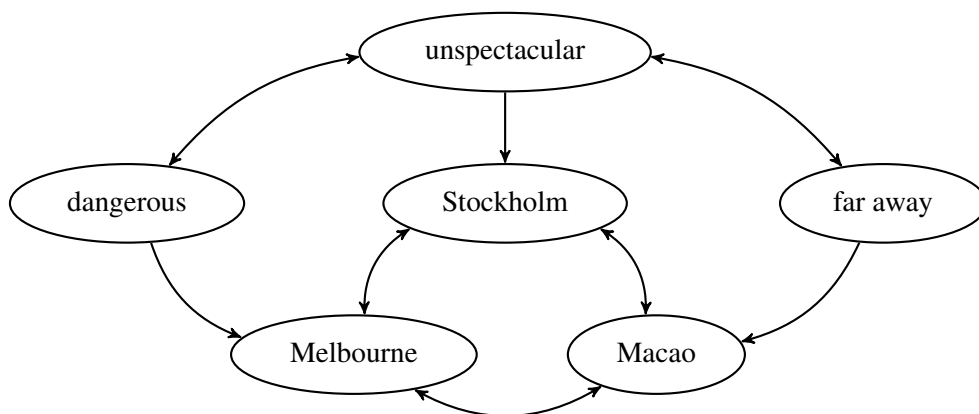 unspectacular
dangerous
Stockholm
far away
Melbourne
Macao